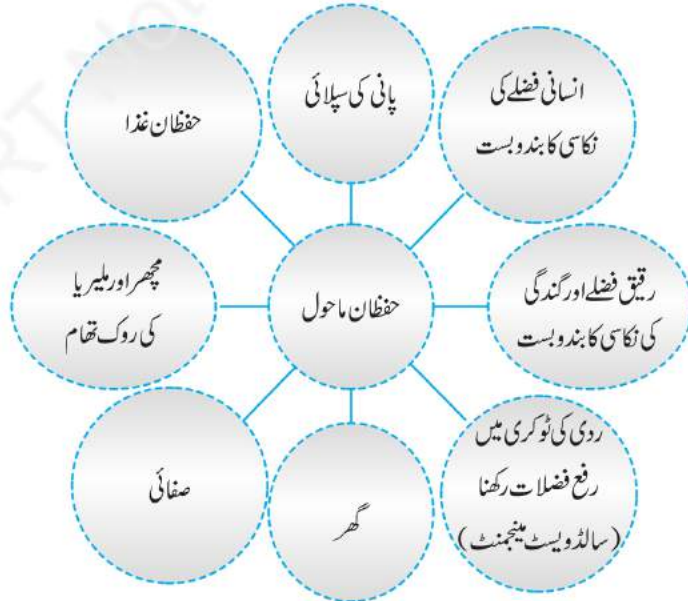 پانی کی سپلائی
انسانی فضلے کی
نکاسی کا بندوبست
حفظان غذا
رقیق فضلے اور گندگی
کی نکاسی کا بندوبست
حفظان ماحول
مچھر اور ملیریا
کی روک تھام
ردی کی ٹوکری میں
رفع فضلات رکھنا
(سالڈ ویسٹ مینجمنٹ)
گھر
صفائی